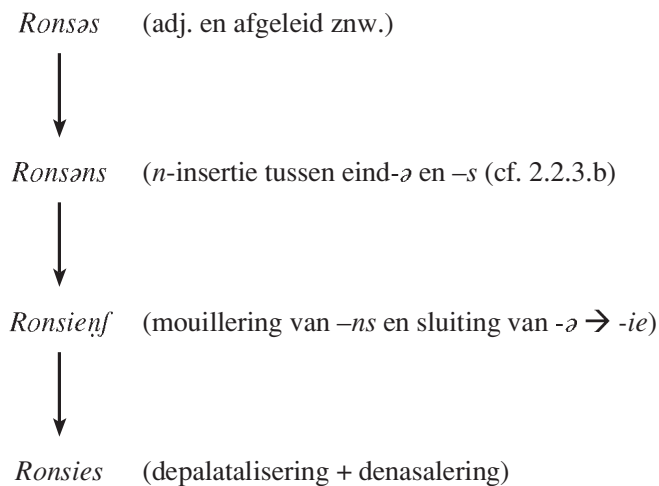 Ronsəs (adj. en afgeleid znw.)
Ronsəns (n-insertie tussen eind-ə en –s (cf. 2.2.3.b)
Ronsieṇʃ (mouillering van –ns en sluiting van -ə → -ie)
Ronsies (depalatalisering + denasalering)